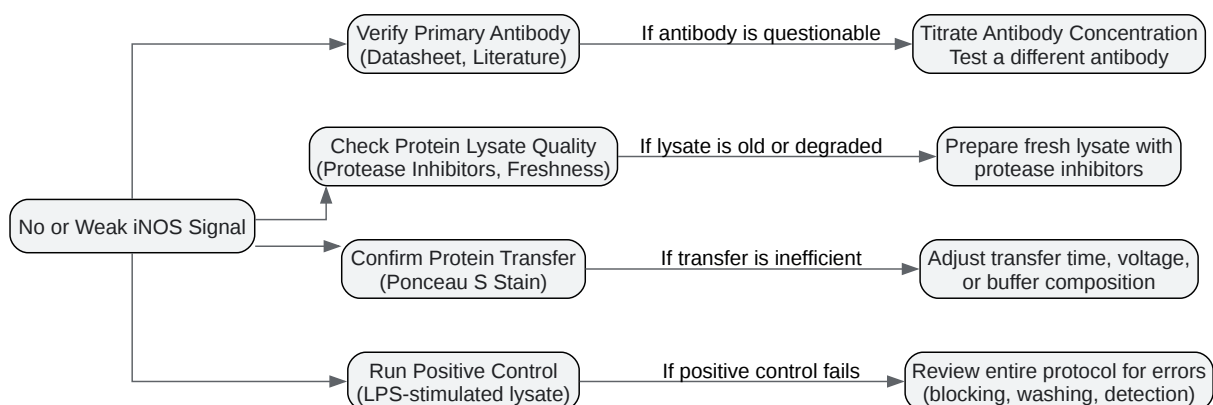 Verify Primary Antibody
(Datasheet, Literature)
If antibody is questionable
Titrate Antibody Concentration
Test a different antibody
Check Protein Lysate Quality
(Protease Inhibitors, Freshness)
If lysate is old or degraded
Prepare fresh lysate with
protease inhibitors
No or Weak iNOS Signal
Confirm Protein Transfer
(Ponceau S Stain)
If transfer is inefficient
Adjust transfer time, voltage,
or buffer composition
Run Positive Control
(LPS-stimulated lysate)
If positive control fails
Review entire protocol for errors
(blocking, washing, detection)